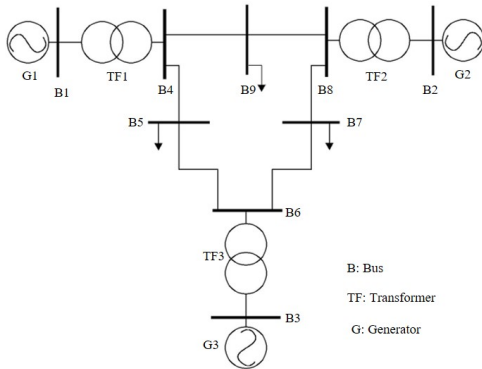 G1
B1
TF1
B4
B9
B8
TF2
B2
G2
B5
B7
B6
TF3
B: Bus
TF: Transformer
B3
G: Generator
G3